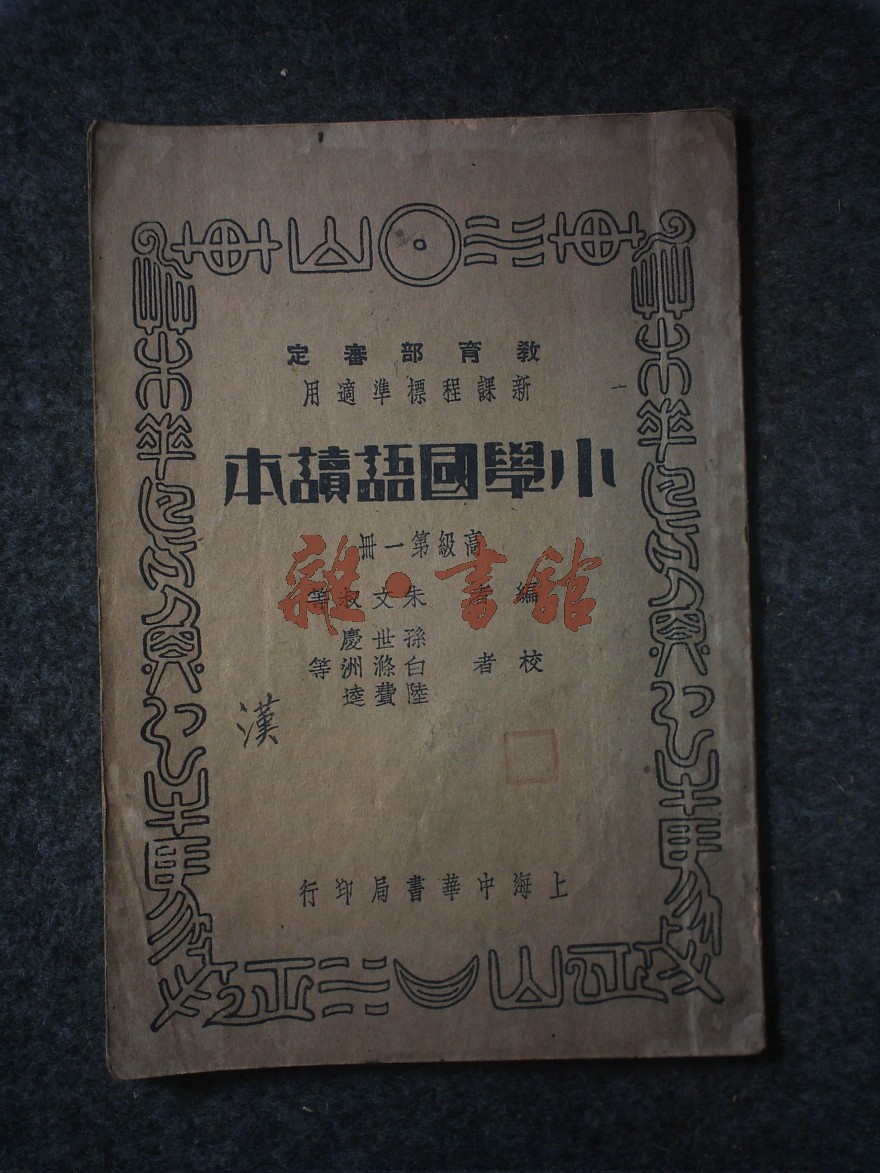 教育部審定
新課程標準適用
小學國語讀本
高級第一冊
編者 朱文叔等
校者 孫世慶 白滌洲 陸費逵 等
漢
上海中華書局印行
雜·書館